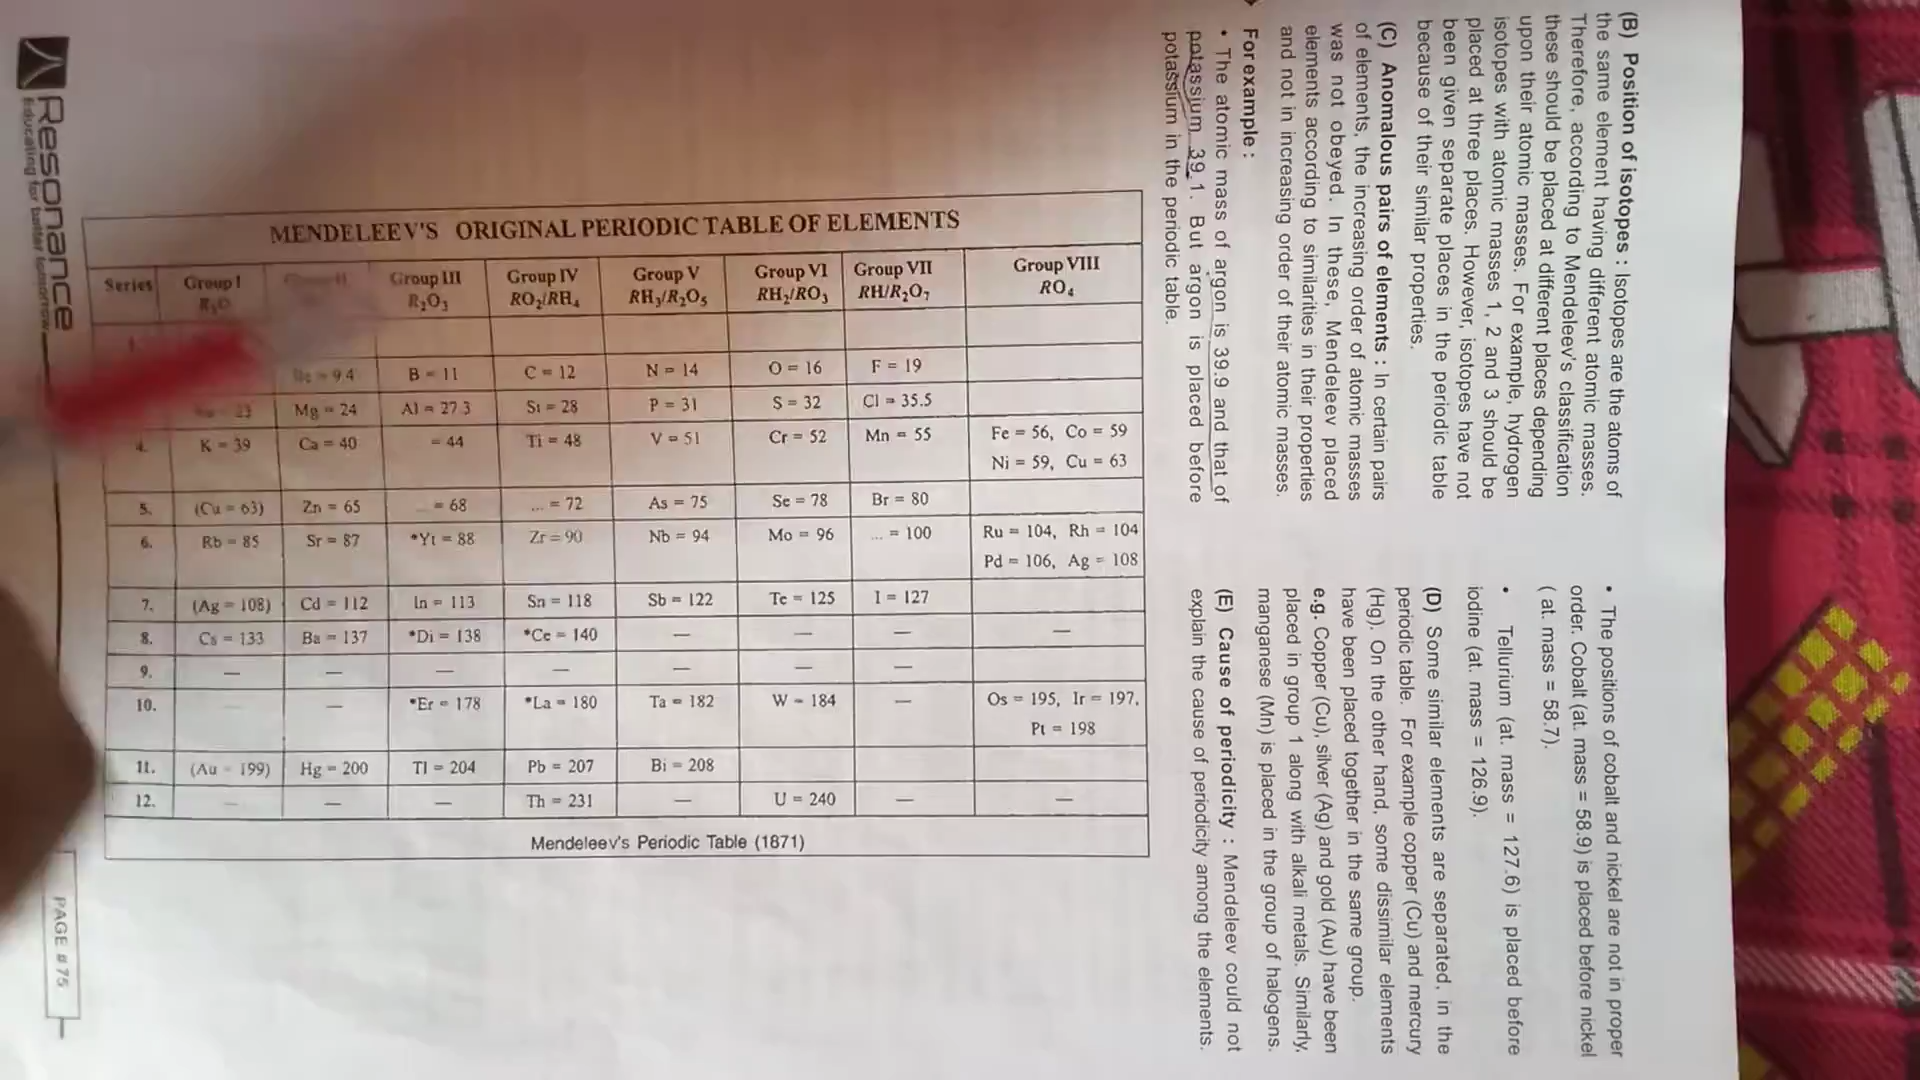 (B) Position of isotopes : Isotopes are the atoms of
the same element having different atomic masses.
Therefore, according to Mendeleev's classification
these should be placed at different places depending
upon their atomic masses. For example, hydrogen
isotopes with atomic masses 1, 2 and 3 should be
placed at three places. However, isotopes have not
been given separate places in the periodic table
because of their similar properties.
(C) Anomalous pairs of elements : In certain pairs
of elements, the increasing order of atomic masses
was not obeyed. In these, Mendeleev placed
elements according to similarities in their properties
and not in increasing order of their atomic masses.
For example :
• The atomic mass of argon is 39.9 and that of
potassium 39.1. But argon is placed before
potassium in the periodic table.
• The positions of cobalt and nickel are not in proper
order. Cobalt (at. mass = 58.9) is placed before nickel
( at. mass = 58.7).
• Tellurium (at. mass = 127.6) is placed before
iodine (at. mass = 126.9).
(D) Some similar elements are separated, in the
periodic table. For example copper (Cu) and mercury
(Hg). On the other hand, some dissimilar elements
have been placed together in the same group.
e.g. Copper (Cu), silver (Ag) and gold (Au) have been
placed in group 1 along with alkali metals. Similarly,
manganese (Mn) is placed in the group of halogens.
(E) Cause of periodicity : Mendeleev could not
explain the cause of periodicity among the elements.
MENDELEEV'S ORIGINAL PERIODIC TABLE OF ELEMENTS
Series Group I Group III Group IV Group V Group VI Group VII Group VIII
R₂O R₂O₃ RO₂/RH₄ RH₃/R₂O₅ RH₂/RO₃ RH/R₂O₇ RO₄
1.
Be = 9.4 B = 11 C = 12 N = 14 O = 16 F = 19
= 23 Mg = 24 Al = 27.3 Si = 28 P = 31 S = 32 Cl = 35.5
4. K = 39 Ca = 40 = 44 Ti = 48 V = 51 Cr = 52 Mn = 55 Fe = 56, Co = 59
Ni = 59, Cu = 63
5. (Cu = 63) Zn = 65 ... = 68 ... = 72 As = 75 Se = 78 Br = 80
6. Rb = 85 Sr = 87 *Yt = 88 Zr = 90 Nb = 94 Mo = 96 ... = 100 Ru = 104, Rh = 104
Pd = 106, Ag = 108
7. (Ag = 108) Cd = 112 In = 113 Sn = 118 Sb = 122 Te = 125 I = 127
8. Cs = 133 Ba = 137 *Di = 138 *Ce = 140 — — — —
9. — — — — — — —
10. — — *Er = 178 *La = 180 Ta = 182 W = 184 — Os = 195, Ir = 197,
Pt = 198
11. (Au = 199) Hg = 200 Tl = 204 Pb = 207 Bi = 208
12. — — — Th = 231 — U = 240 — —
Mendeleev's Periodic Table (1871)
Resonance
Educating for better tomorrow
PAGE # 75